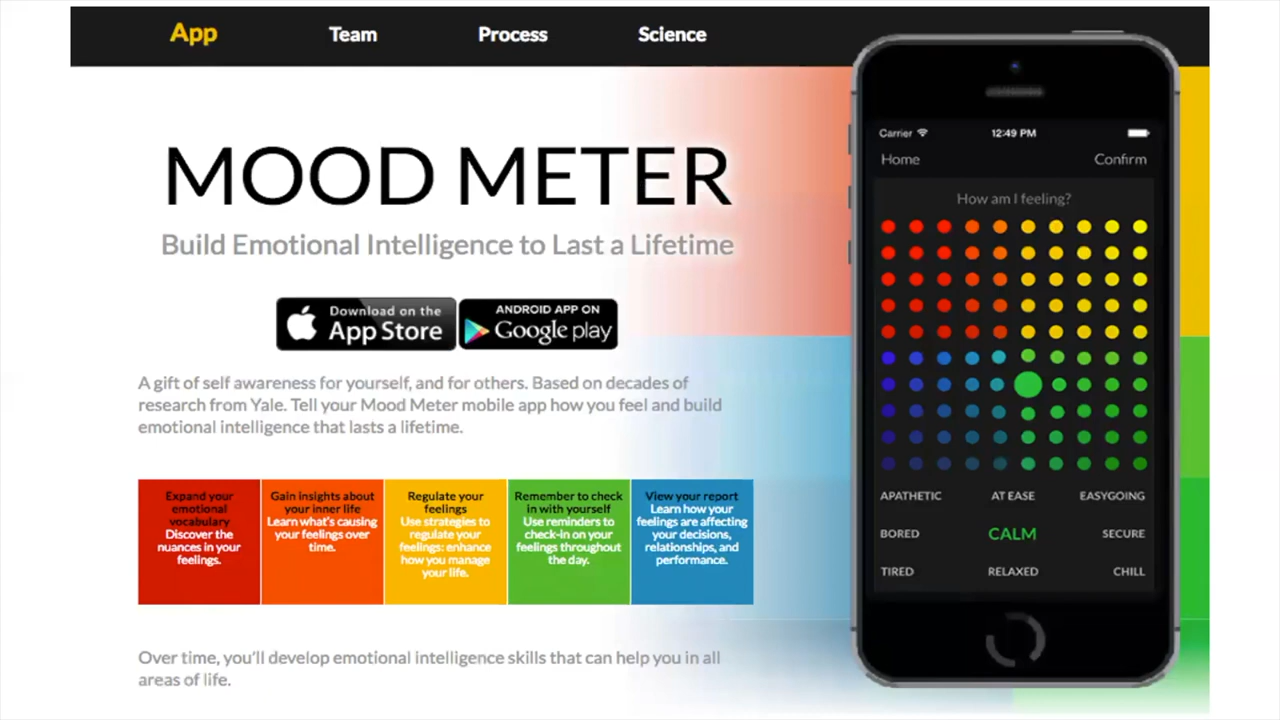 App Team Process Science
MOOD METER
Build Emotional Intelligence to Last a Lifetime
Download on the
App Store
ANDROID APP ON
Google play
A gift of self awareness for yourself, and for others. Based on decades of
research from Yale. Tell your Mood Meter mobile app how you feel and build
emotional intelligence that lasts a lifetime.
Expand your
emotional
vocabulary
Discover the
nuances in your
feelings.
Gain insights about
your inner life
Learn what's causing
your feelings over
time.
Regulate your
feelings
Use strategies to
regulate your
feelings: enhance
how you manage
your life.
Remember to check
in with yourself
Use reminders to
check-in on your
feelings throughout
the day.
View your report
Learn how your
feelings are affecting
your decisions,
relationships, and
performance.
Over time, you'll develop emotional intelligence skills that can help you in all
areas of life.
Carrier 12:49 PM
Home Confirm
How am I feeling?
APATHETIC AT EASE EASYGOING
BORED CALM SECURE
TIRED RELAXED CHILL